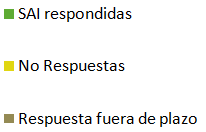 SAI respondidas
No Respuestas
Respuesta fuera de plazo